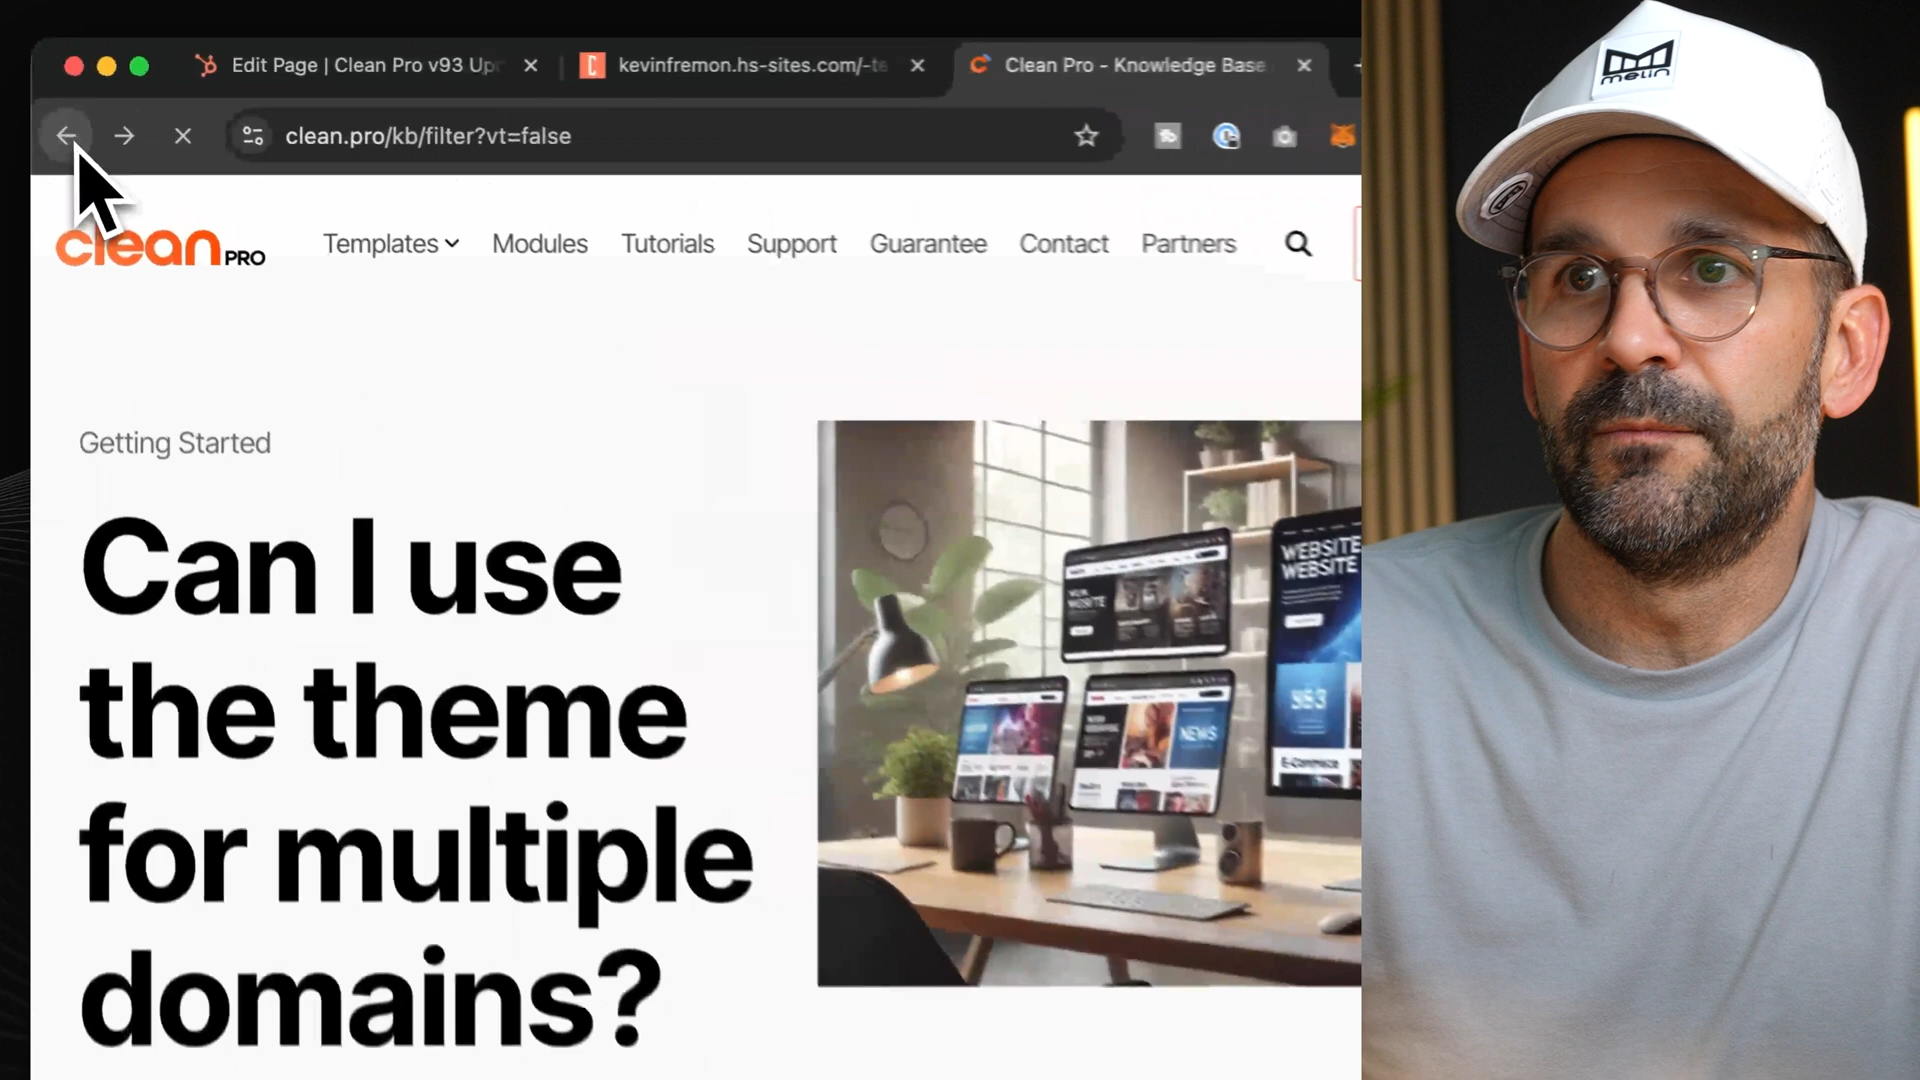 Edit Page | Clean Pro v93 Up
kevinfremon.hs-sites.com/-te
Clean Pro - Knowledge Base
clean.pro/kb/filter?vt=false
clean PRO
Templates
Modules
Tutorials
Support
Guarantee
Contact
Partners
Getting Started
Can I use
the theme
for multiple
domains?
WEBSITE
WEBSITE
NEWS
E-Commerce
melin